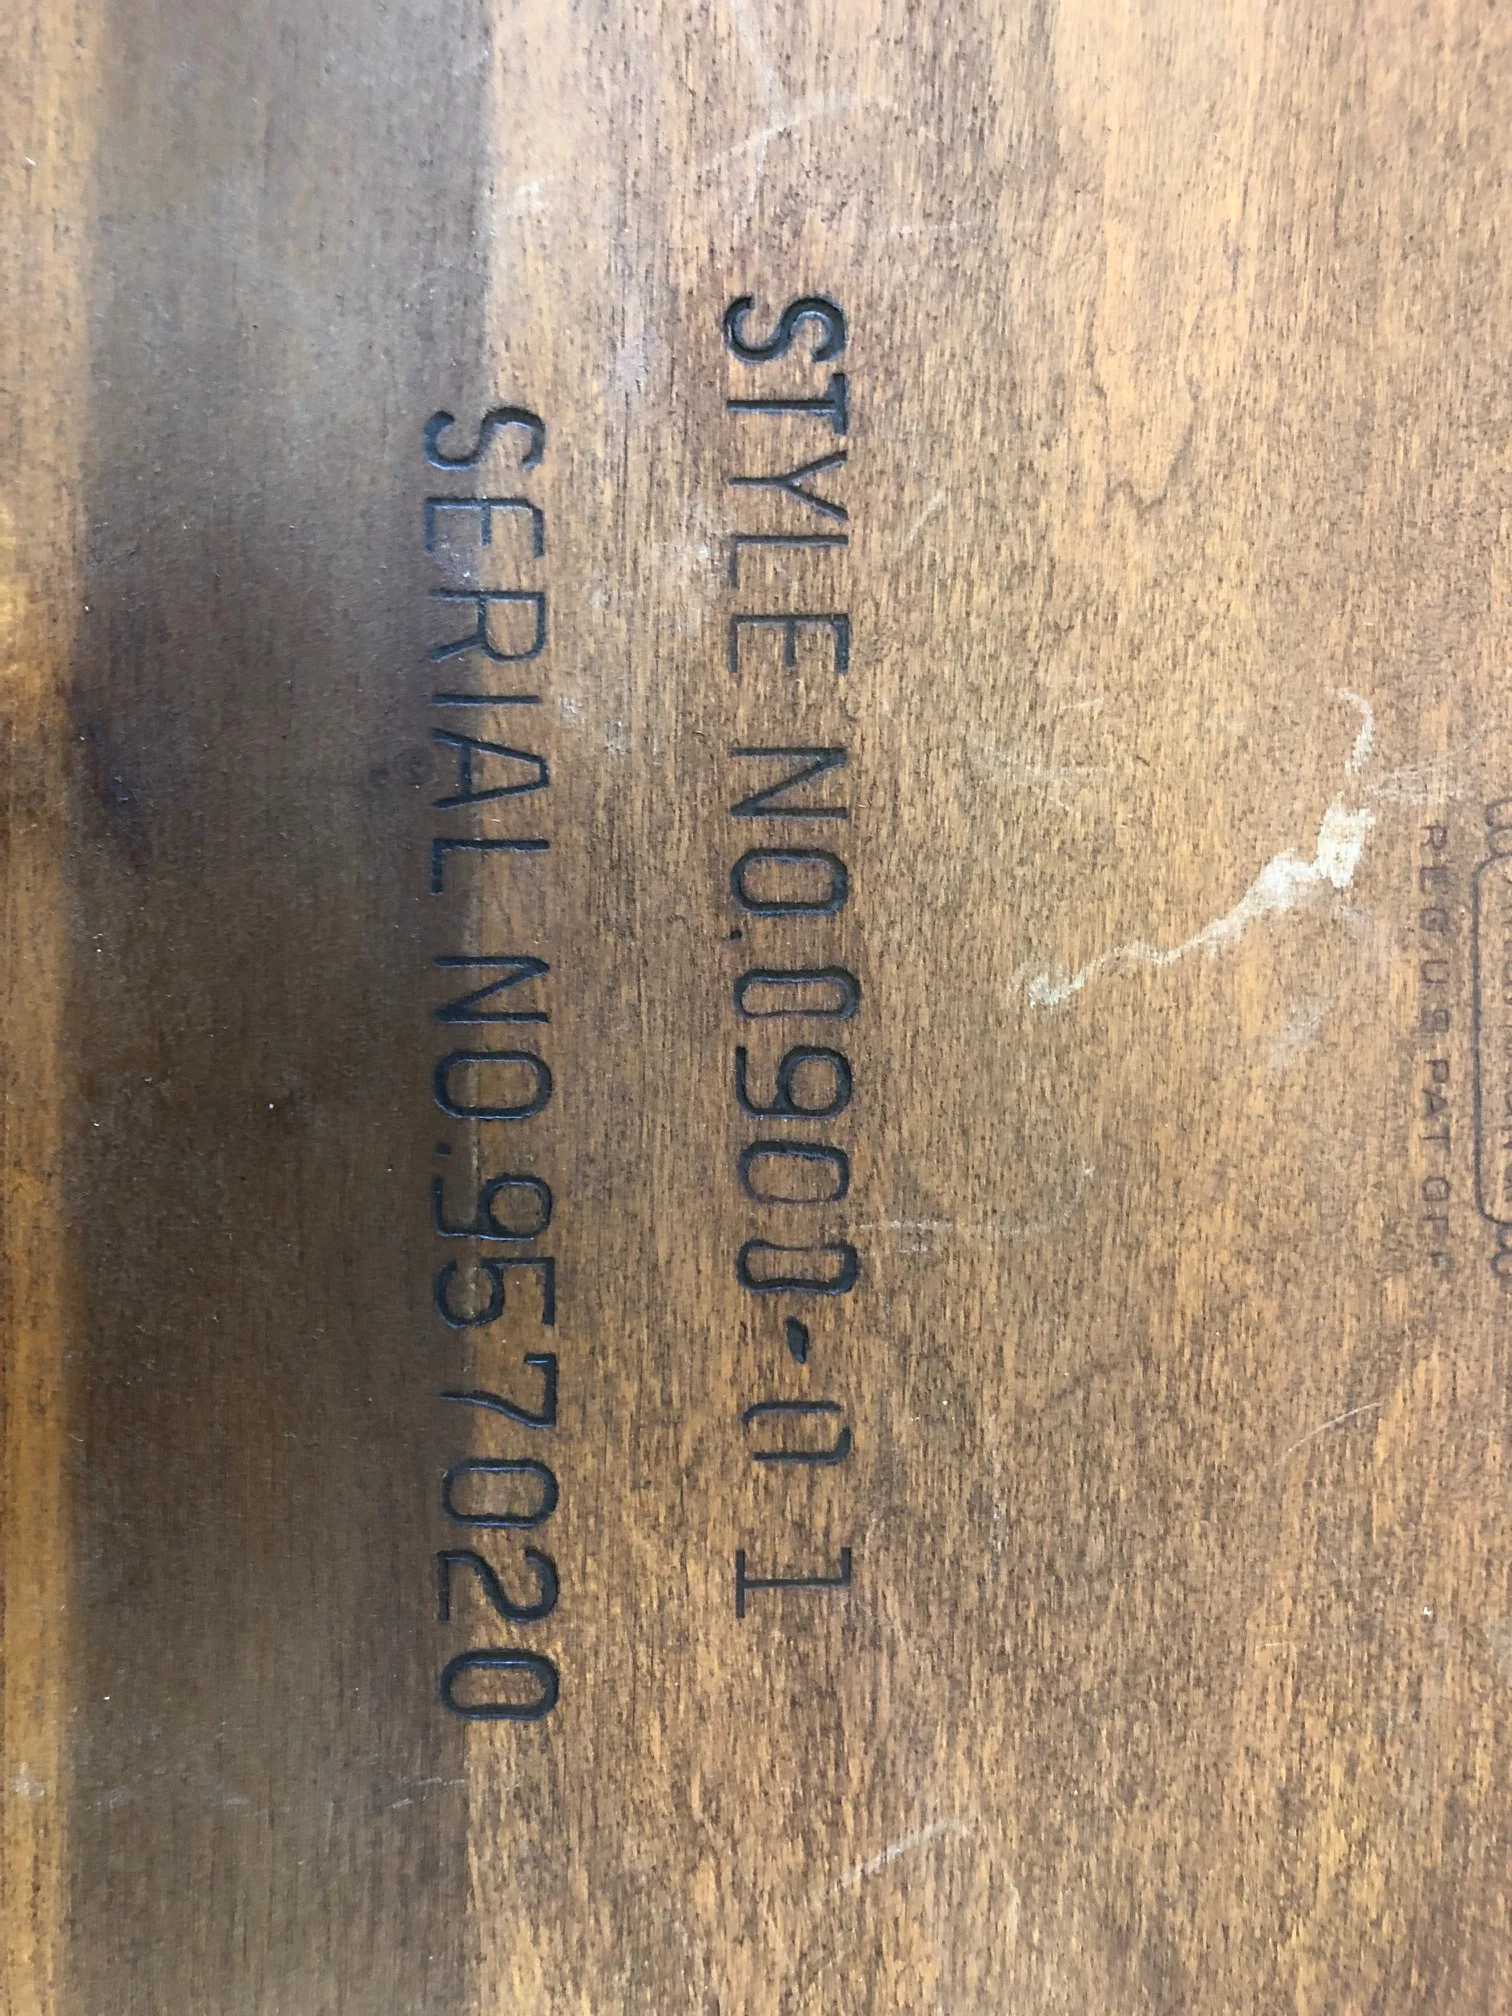 REG.U.S.PAT.OFF.
STYLE NO.0900-01
SERIAL NO.957020